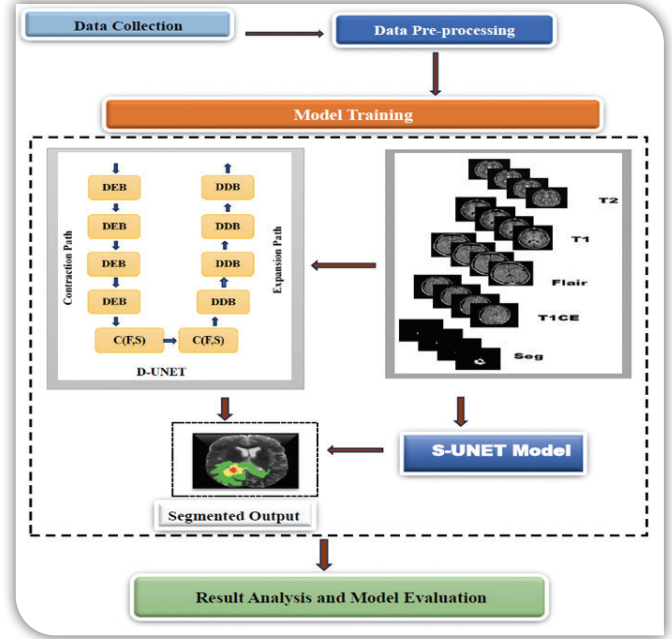 Data Collection
Data Pre-processing
Model Training
Contraction Path
DEB
DEB
DEB
DEB
C(F,S)
C(F,S)
DDB
DDB
DDB
DDB
Expansion Path
D-UNET
T2
T1
Flair
T1CE
Seg
S-UNET Model
Segmented Output
Result Analysis and Model Evaluation